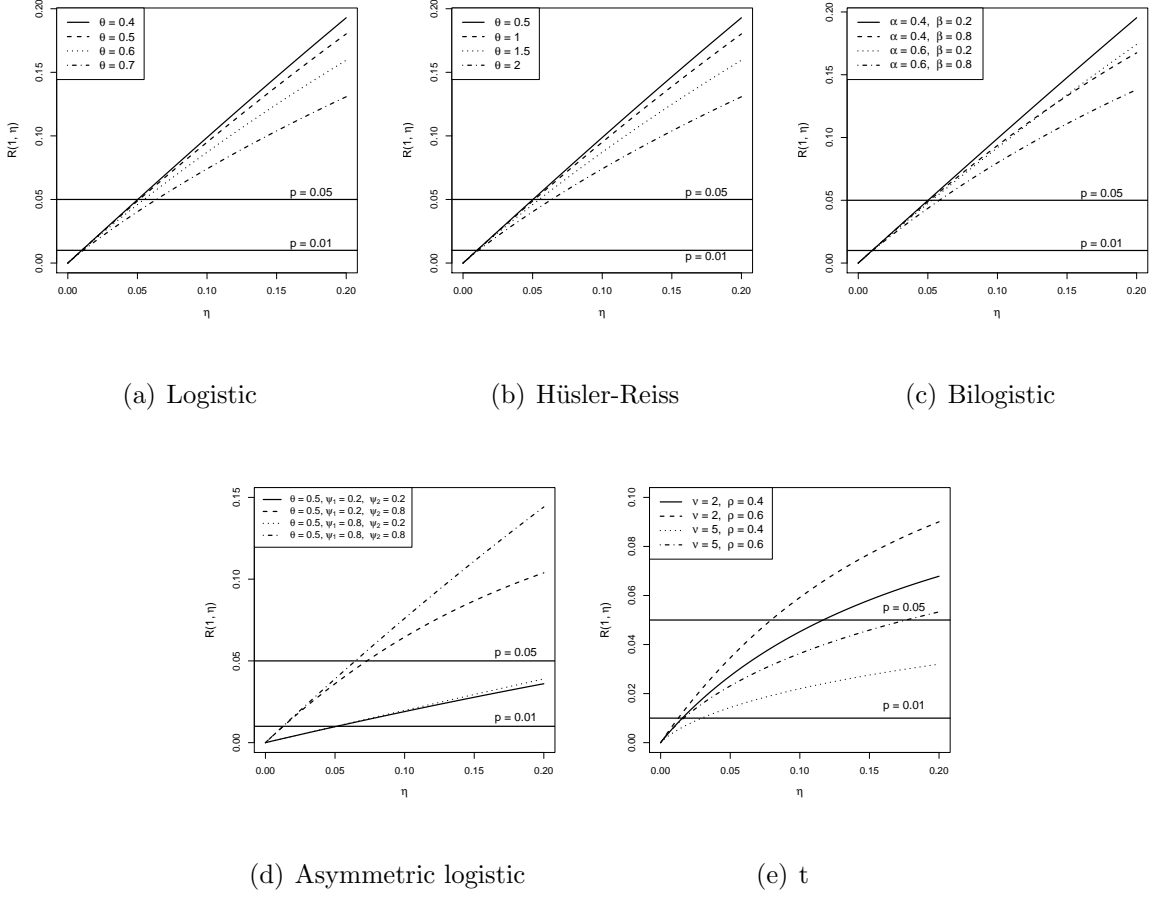 θ = 0.4
θ = 0.5
θ = 0.6
θ = 0.7
p = 0.05
p = 0.01
0.00
0.05
0.10
0.15
0.20
R(1, η)
0.00 0.05 0.10 0.15 0.20
η
(a) Logistic
θ = 0.5
θ = 1
θ = 1.5
θ = 2
p = 0.05
p = 0.01
0.00
0.05
0.10
0.15
0.20
R(1, η)
0.00 0.05 0.10 0.15 0.20
η
(b) Hüsler-Reiss
α = 0.4, β = 0.2
α = 0.4, β = 0.8
α = 0.6, β = 0.2
α = 0.6, β = 0.8
p = 0.05
p = 0.01
0.00
0.05
0.10
0.15
0.20
R(1, η)
0.00 0.05 0.10 0.15 0.20
η
(c) Bilogistic
θ = 0.5, ψ₁ = 0.2, ψ₂ = 0.2
θ = 0.5, ψ₁ = 0.2, ψ₂ = 0.8
θ = 0.5, ψ₁ = 0.8, ψ₂ = 0.2
θ = 0.5, ψ₁ = 0.8, ψ₂ = 0.8
p = 0.05
p = 0.01
0.00
0.05
0.10
0.15
R(1, η)
0.00 0.05 0.10 0.15 0.20
η
(d) Asymmetric logistic
ν = 2, ρ = 0.4
ν = 2, ρ = 0.6
ν = 5, ρ = 0.4
ν = 5, ρ = 0.6
p = 0.05
p = 0.01
0.00
0.02
0.04
0.06
0.08
0.10
R(1, η)
0.00 0.05 0.10 0.15 0.20
η
(e) t